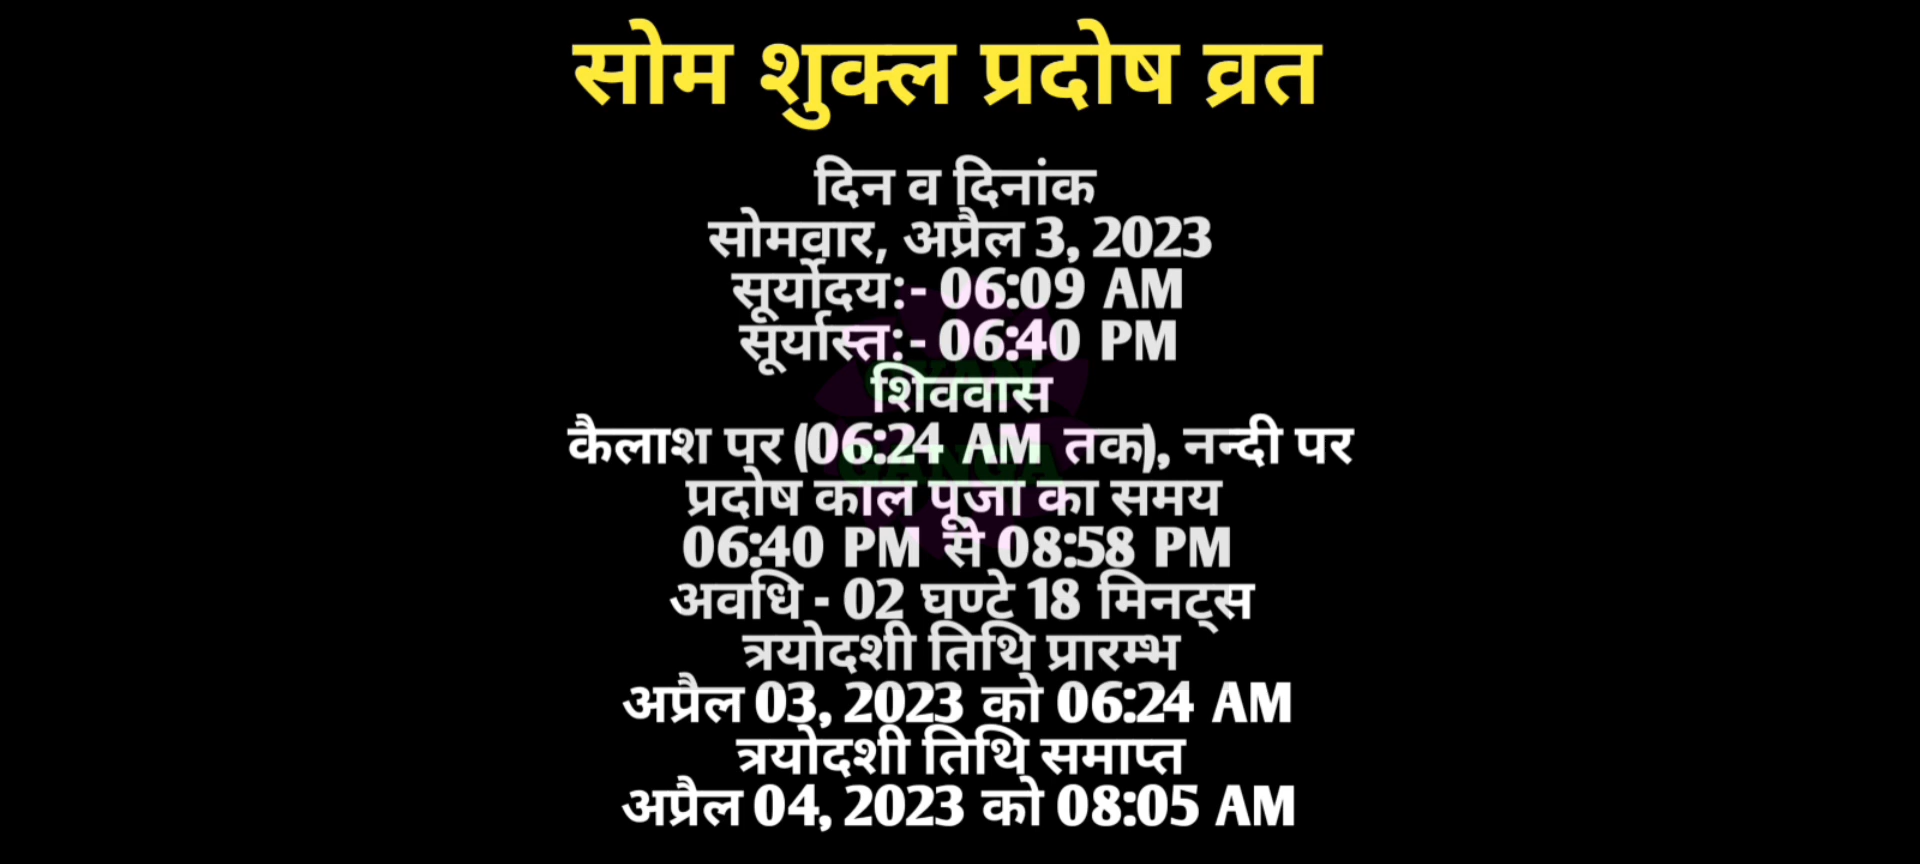 सोम शुक्ल प्रदोष व्रत
दिन व दिनांक
सोमवार, अप्रैल 3, 2023
सूर्योदय:- 06:09 AM
सूर्यास्त:- 06:40 PM
शिववास
कैलाश पर (06:24 AM तक), नन्दी पर
प्रदोष काल पूजा का समय
06:40 PM से 08:58 PM
अवधि - 02 घण्टे 18 मिनट्स
त्रयोदशी तिथि प्रारम्भ
अप्रैल 03, 2023 को 06:24 AM
त्रयोदशी तिथि समाप्त
अप्रैल 04, 2023 को 08:05 AM